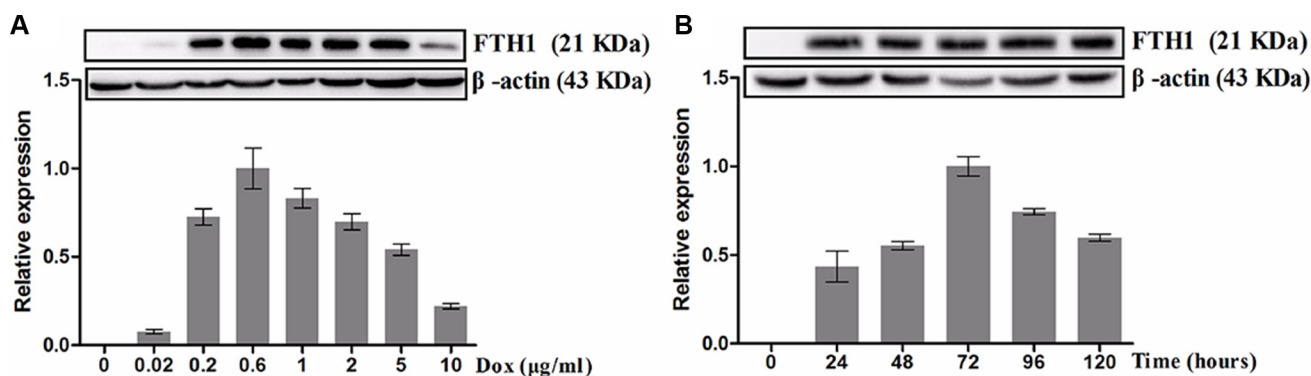 A
FTH1 (21 KDa)
β -actin (43 KDa)
Relative expression
1.5
1.0
0.5
0.0
0 0.02 0.2 0.6 1 2 5 10 Dox (µg/ml)
B
FTH1 (21 KDa)
β -actin (43 KDa)
Relative expression
1.5
1.0
0.5
0.0
0 24 48 72 96 120 Time (hours)